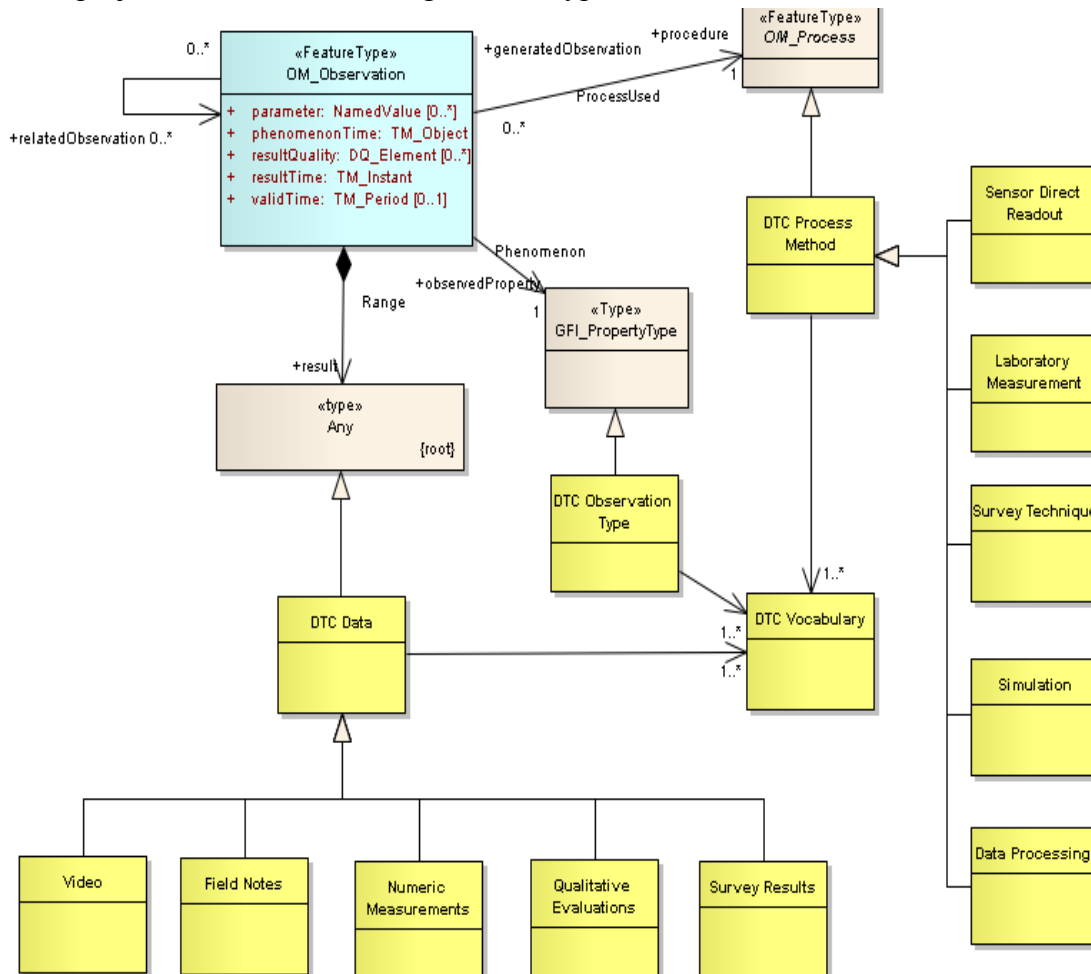 «FeatureType»
OM_Process
0..*
«FeatureType»
OM_Observation
+generatedObservation
+procedure
1
ProcessUsed
0..*
+ parameter: NamedValue [0..*]
+ phenomenonTime: TM_Object
+ resultQuality: DQ_Element [0..*]
+ resultTime: TM_Instant
+ validTime: TM_Period [0..1]
+relatedObservation 0..*
Sensor Direct
Readout
DTC Process
Method
Phenomenon
+observedProperty
1
Range
«Type»
GFI_PropertyType
+result
Laboratory
Measurement
«type»
Any
{root}
DTC Observation
Type
Survey Technique
1..*
DTC Data
DTC Vocabulary
1..*
1..*
Simulation
Data Processing
Video
Field Notes
Numeric
Measurements
Qualitative
Evaluations
Survey Results